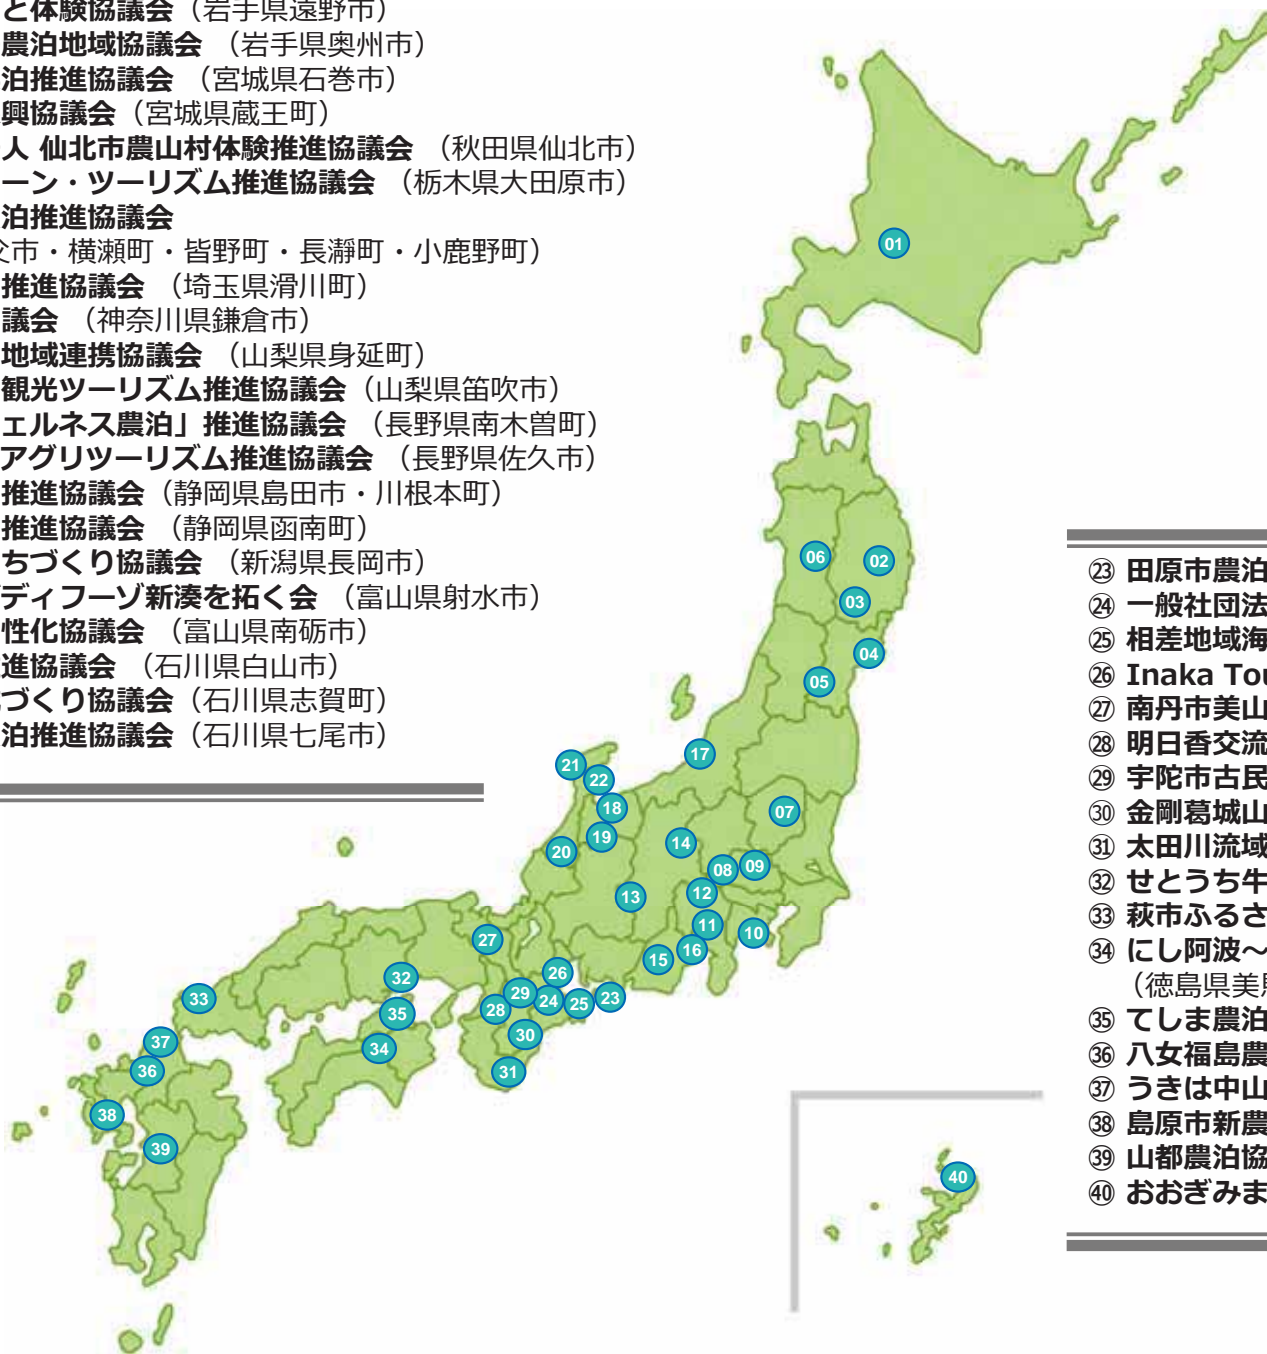 と体験協議会（岩手県遠野市）
農泊地域協議会 （岩手県奥州市）
泊推進協議会 （宮城県石巻市）
興協議会（宮城県蔵王町）
人 仙北市農山村体験推進協議会 （秋田県仙北市）
ーン・ツーリズム推進協議会 （栃木県大田原市）
泊推進協議会
父市・横瀬町・皆野町・長瀞町・小鹿野町）
推進協議会 （埼玉県滑川町）
議会 （神奈川県鎌倉市）
地域連携協議会 （山梨県身延町）
観光ツーリズム推進協議会（山梨県笛吹市）
ェルネス農泊」推進協議会 （長野県南木曽町）
アグリツーリズム推進協議会 （長野県佐久市）
推進協議会（静岡県島田市・川根本町）
推進協議会 （静岡県函南町）
ちづくり協議会 （新潟県長岡市）
ディフーゾ新湊を拓く会 （富山県射水市）
性化協議会 （富山県南砺市）
進協議会 （石川県白山市）
づくり協議会（石川県志賀町）
泊推進協議会（石川県七尾市）
㉓ 田原市農泊
㉔ 一般社団法
㉕ 相差地域海
㉖ Inaka Tou
㉗ 南丹市美山
㉘ 明日香交流
㉙ 宇陀市古民
㉚ 金剛葛城山
㉛ 太田川流域
㉜ せとうち牛
㉝ 萩市ふるさ
㉞ にし阿波～
（徳島県美馬
㉟ てしま農泊
㊱ 八女福島農
㊲ うきは中山
㊳ 島原市新農
㊴ 山都農泊協
㊵ おおぎみま
01
06
02
03
04
05
17
21
22
18
07
19
14
20
08
09
12
13
11
10
27
16
15
26
32
29
24
25
23
33
28
35
30
37
34
36
31
38
39
40